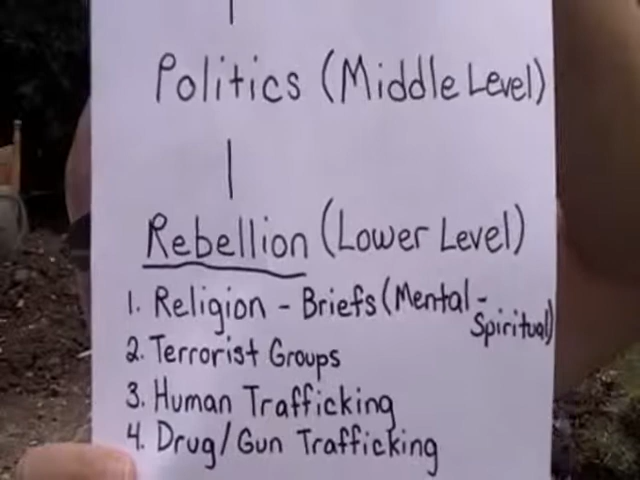 Politics (Middle Level)
Rebellion (Lower Level)
1. Religion - Briefs (Mental-
Spiritual)
2. Terrorist Groups
3. Human Trafficking
4. Drug/Gun Trafficking